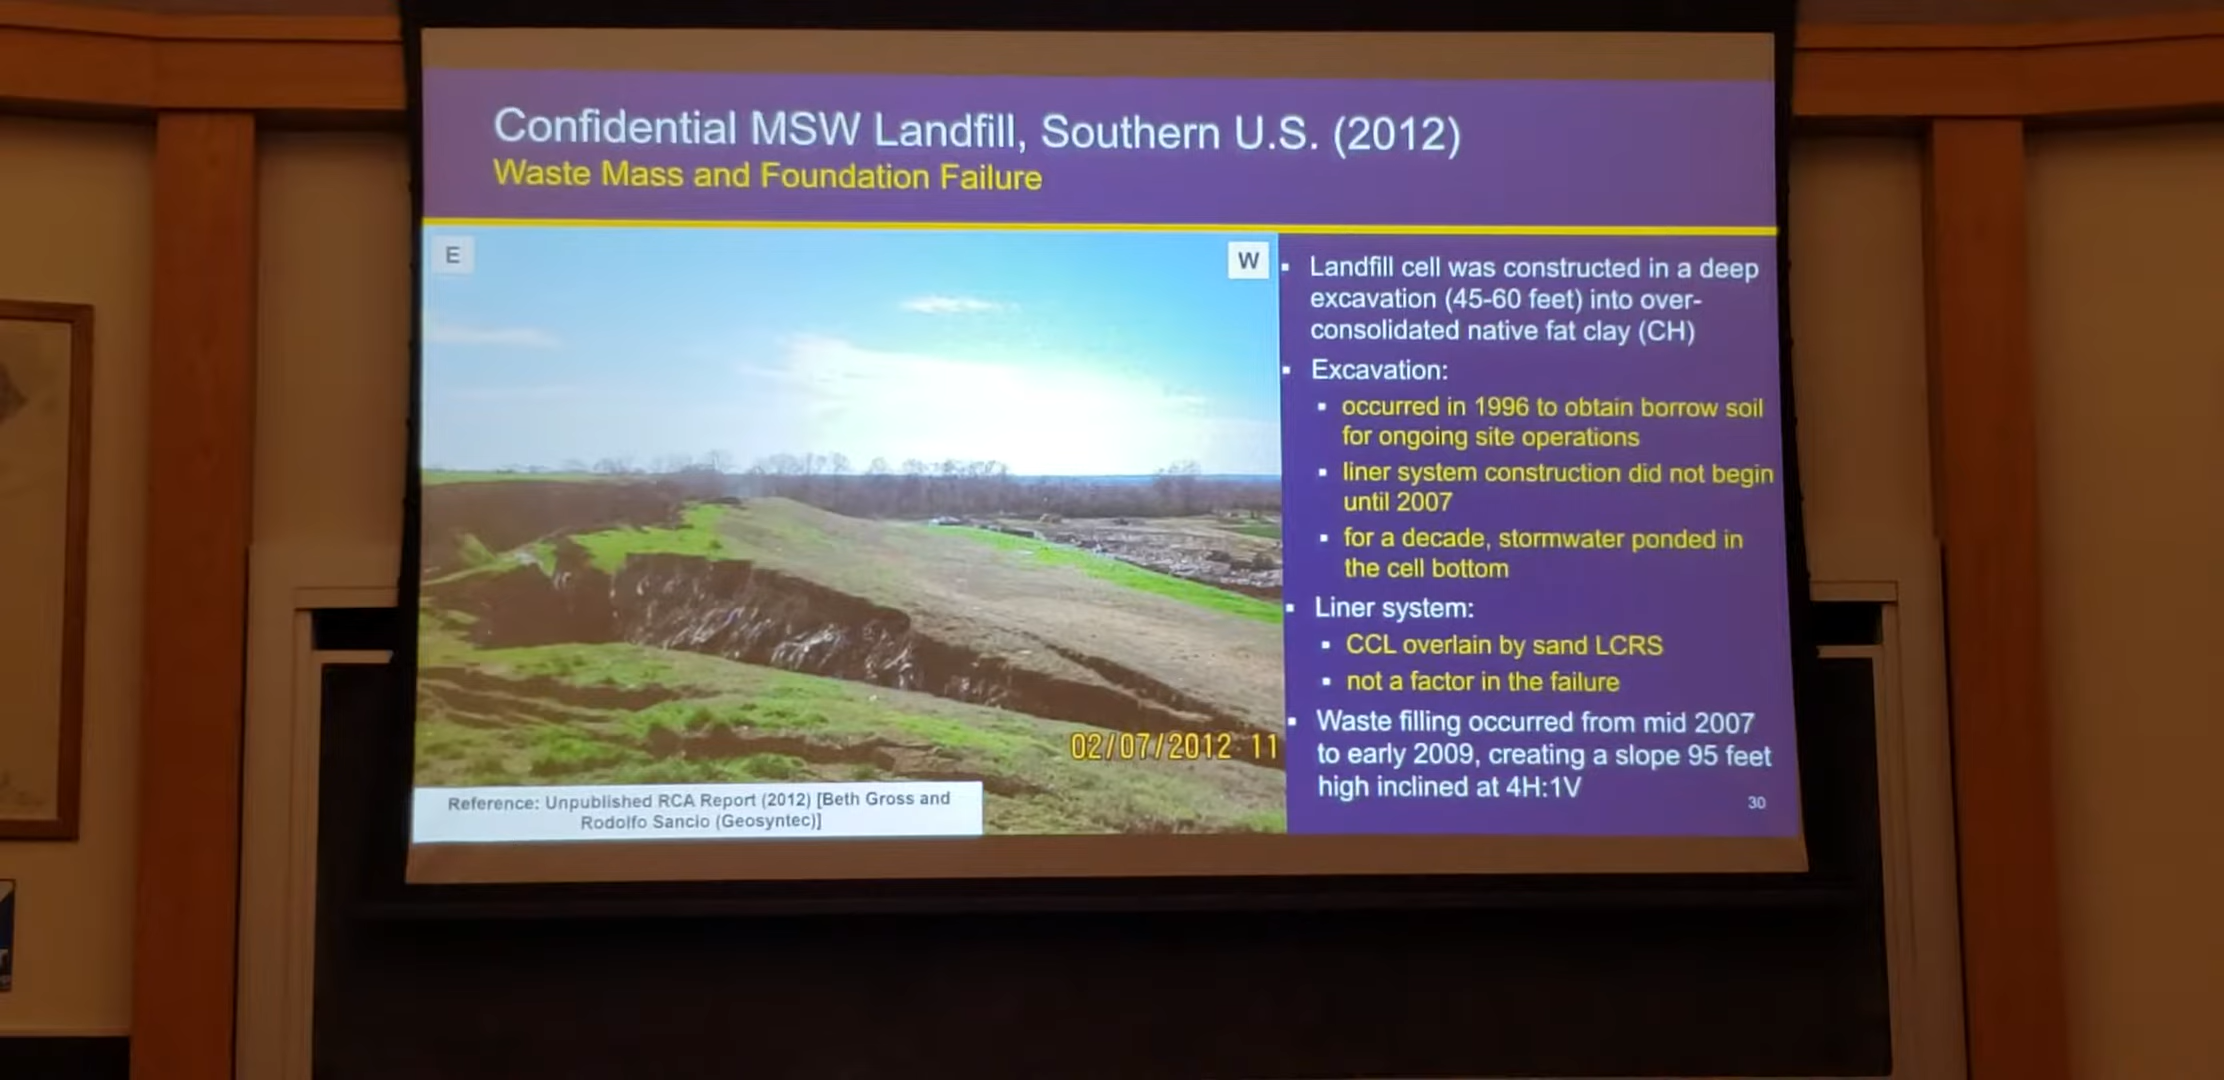 Confidential MSW Landfill, Southern U.S. (2012)
Waste Mass and Foundation Failure
E
W
▪ Landfill cell was constructed in a deep
excavation (45-60 feet) into over-
consolidated native fat clay (CH)
▪ Excavation:
▪ occurred in 1996 to obtain borrow soil
for ongoing site operations
▪ liner system construction did not begin
until 2007
▪ for a decade, stormwater ponded in
the cell bottom
▪ Liner system:
▪ CCL overlain by sand LCRS
▪ not a factor in the failure
▪ Waste filling occurred from mid 2007
to early 2009, creating a slope 95 feet
high inclined at 4H:1V
02/07/2012 11
Reference: Unpublished RCA Report (2012) [Beth Gross and
Rodolfo Sancio (Geosyntec)]
30